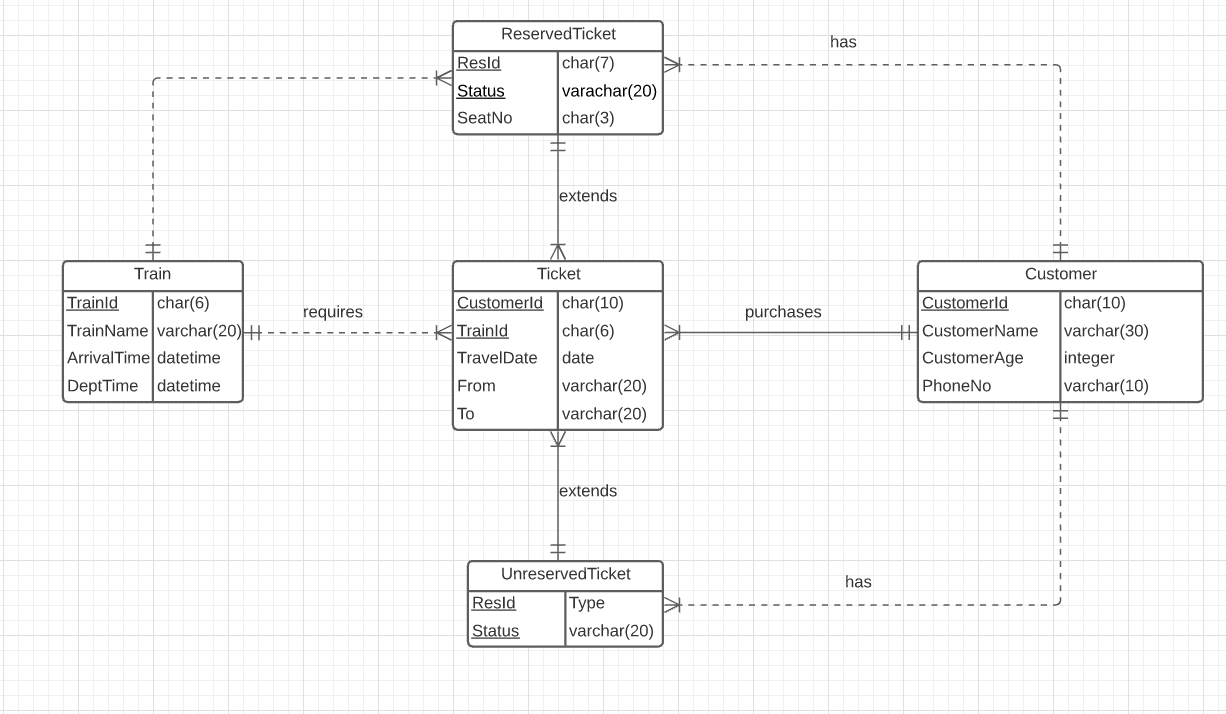 ReservedTicket
ResId char(7)
Status varachar(20)
SeatNo char(3)
has
extends
Train
TrainId char(6)
TrainName varchar(20)
ArrivalTime datetime
DeptTime datetime
requires
Ticket
CustomerId char(10)
TrainId char(6)
TravelDate date
From varchar(20)
To varchar(20)
purchases
Customer
CustomerId char(10)
CustomerName varchar(30)
CustomerAge integer
PhoneNo varchar(10)
extends
UnreservedTicket
ResId Type
Status varchar(20)
has